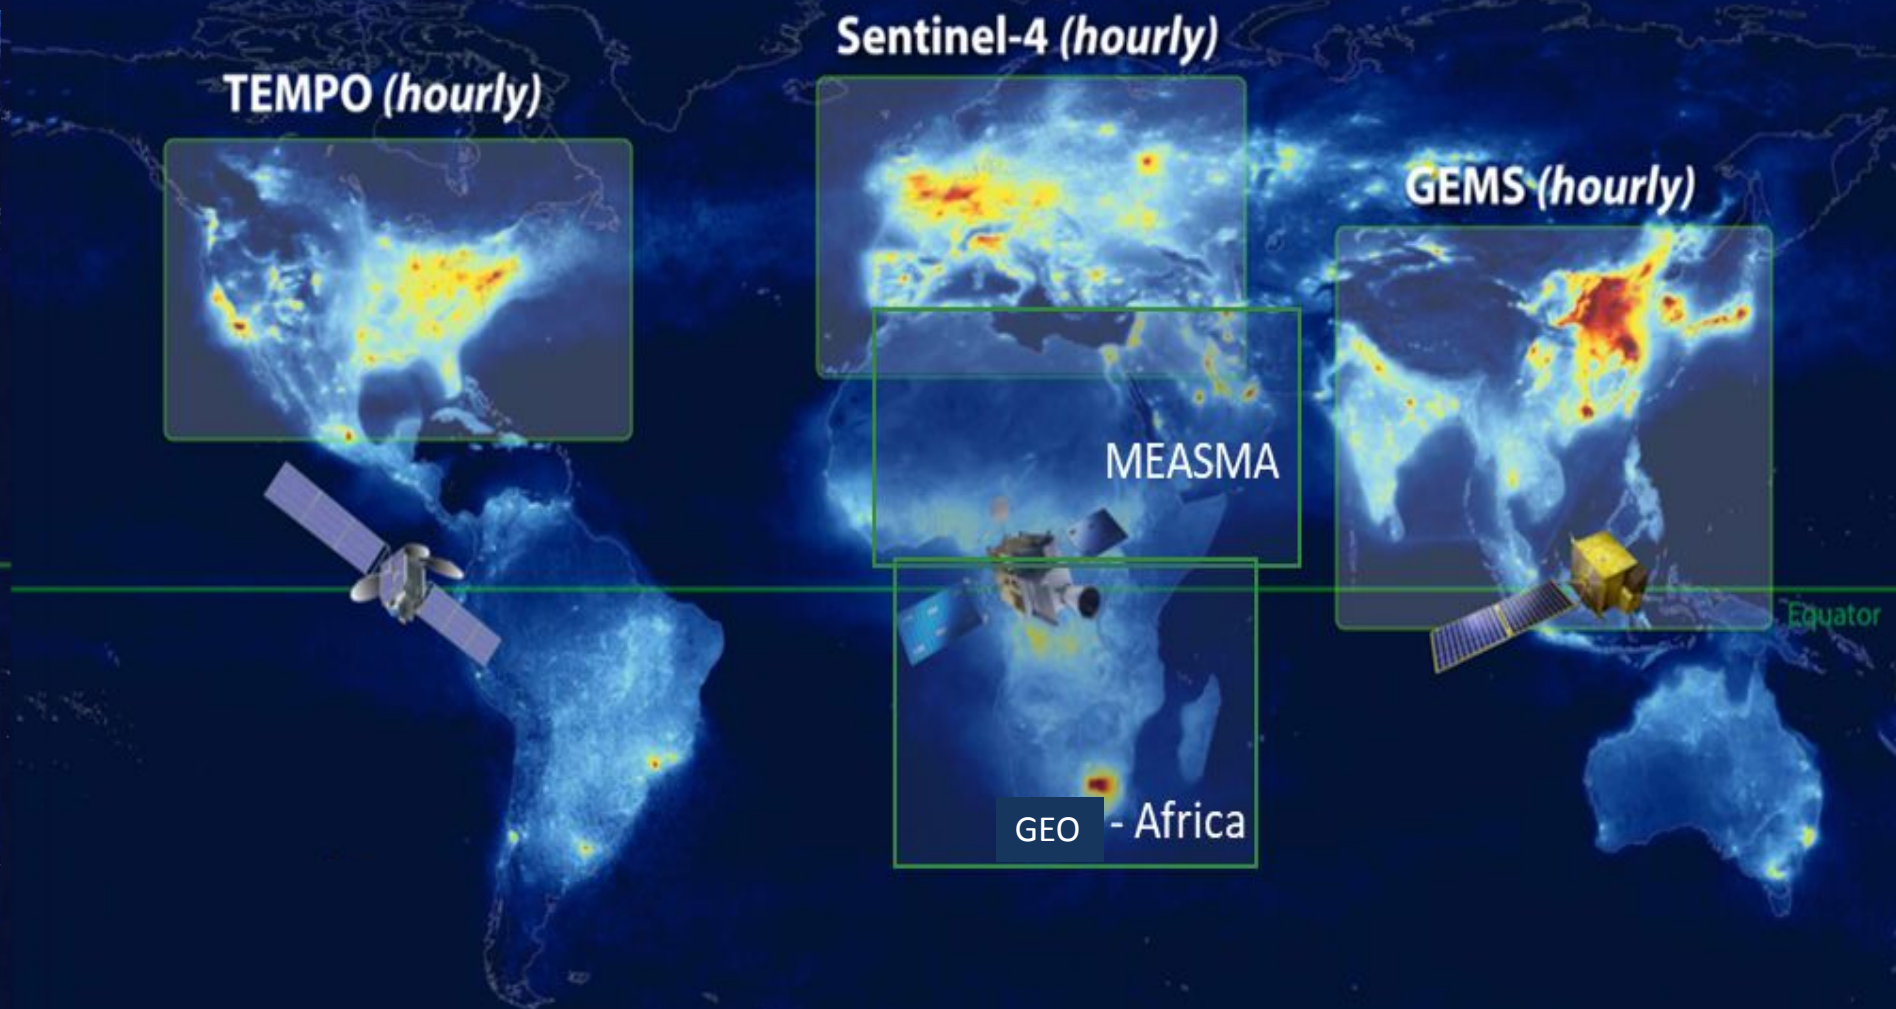 Sentinel-4 (hourly)
TEMPO (hourly)
GEMS (hourly)
MEASMA
Equator
GEO - Africa